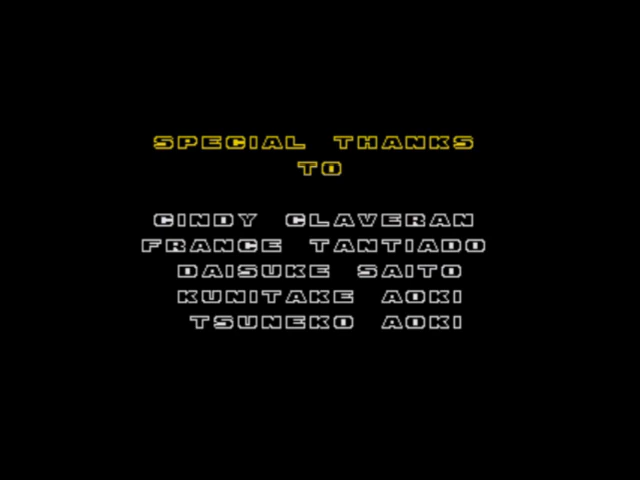 SPECIAL THANKS
TO
CINDY CLAVERAN
FRANCE TANTIADO
DAISUKE SAITO
KUNITAKE AOKI
TSUNEKO AOKI